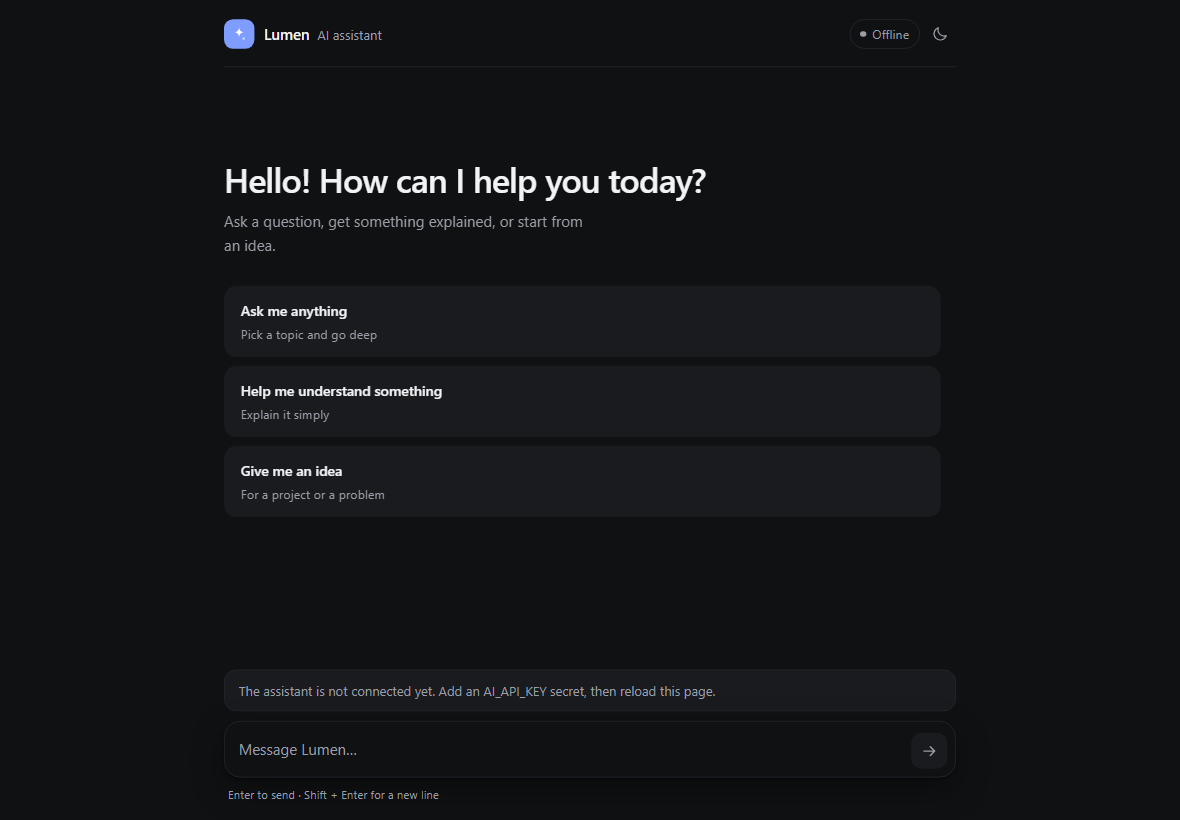 Lumen AI assistant
Offline
Hello! How can I help you today?
Ask a question, get something explained, or start from
an idea.
Ask me anything
Pick a topic and go deep
Help me understand something
Explain it simply
Give me an idea
For a project or a problem
The assistant is not connected yet. Add an AI_API_KEY secret, then reload this page.
Message Lumen...
Enter to send · Shift + Enter for a new line